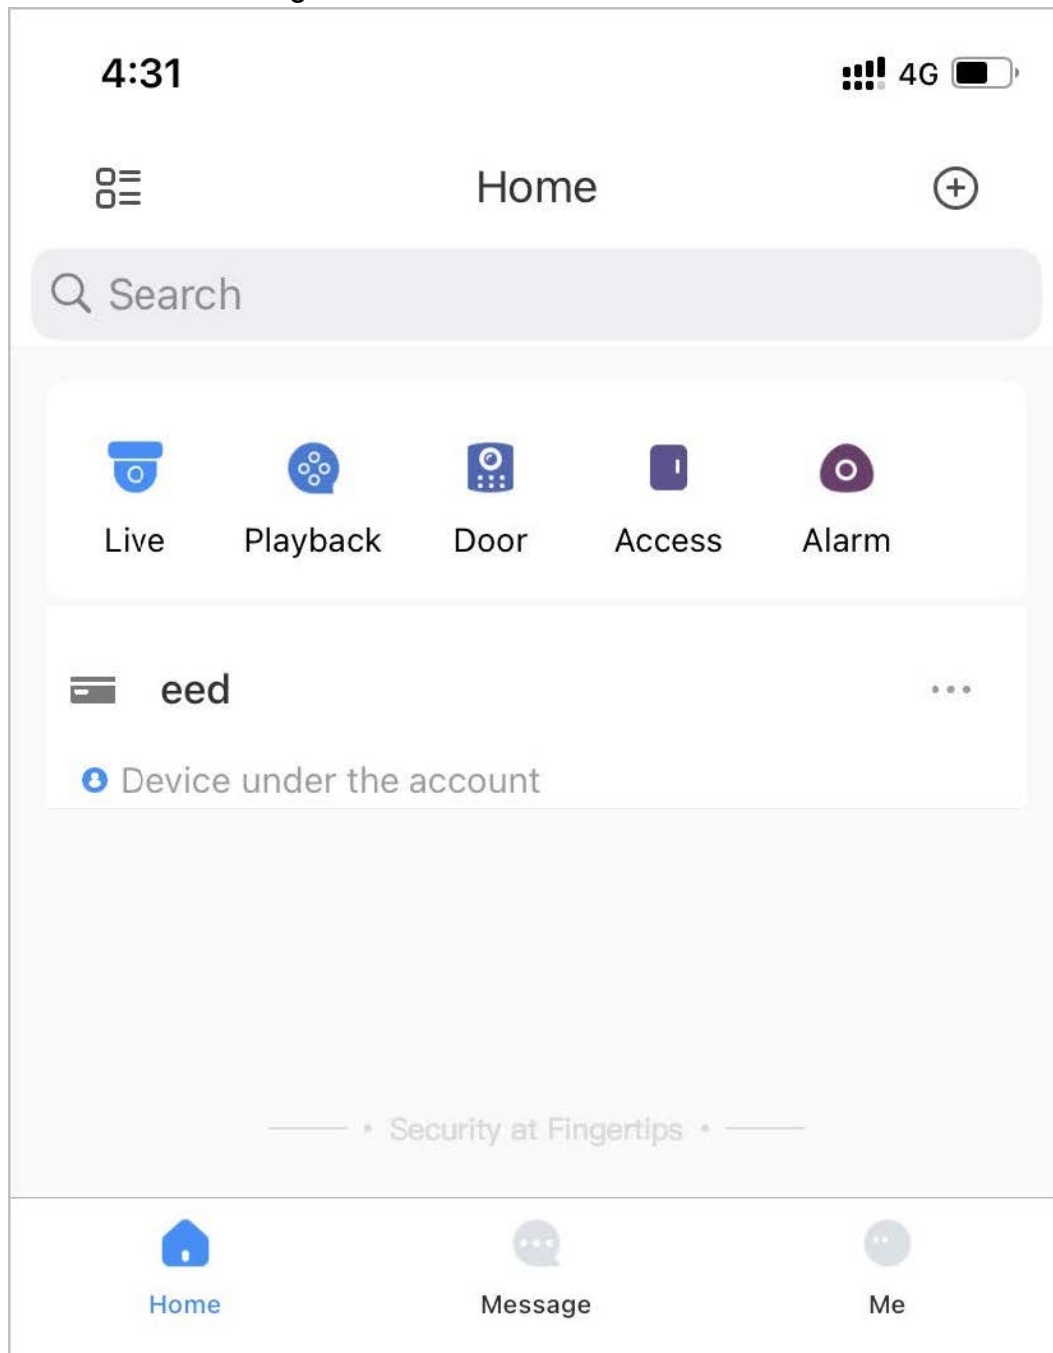 4:31 4G
Home
Search
Live Playback Door Access Alarm
eed
Device under the account
Security at Fingertips
Home Message Me